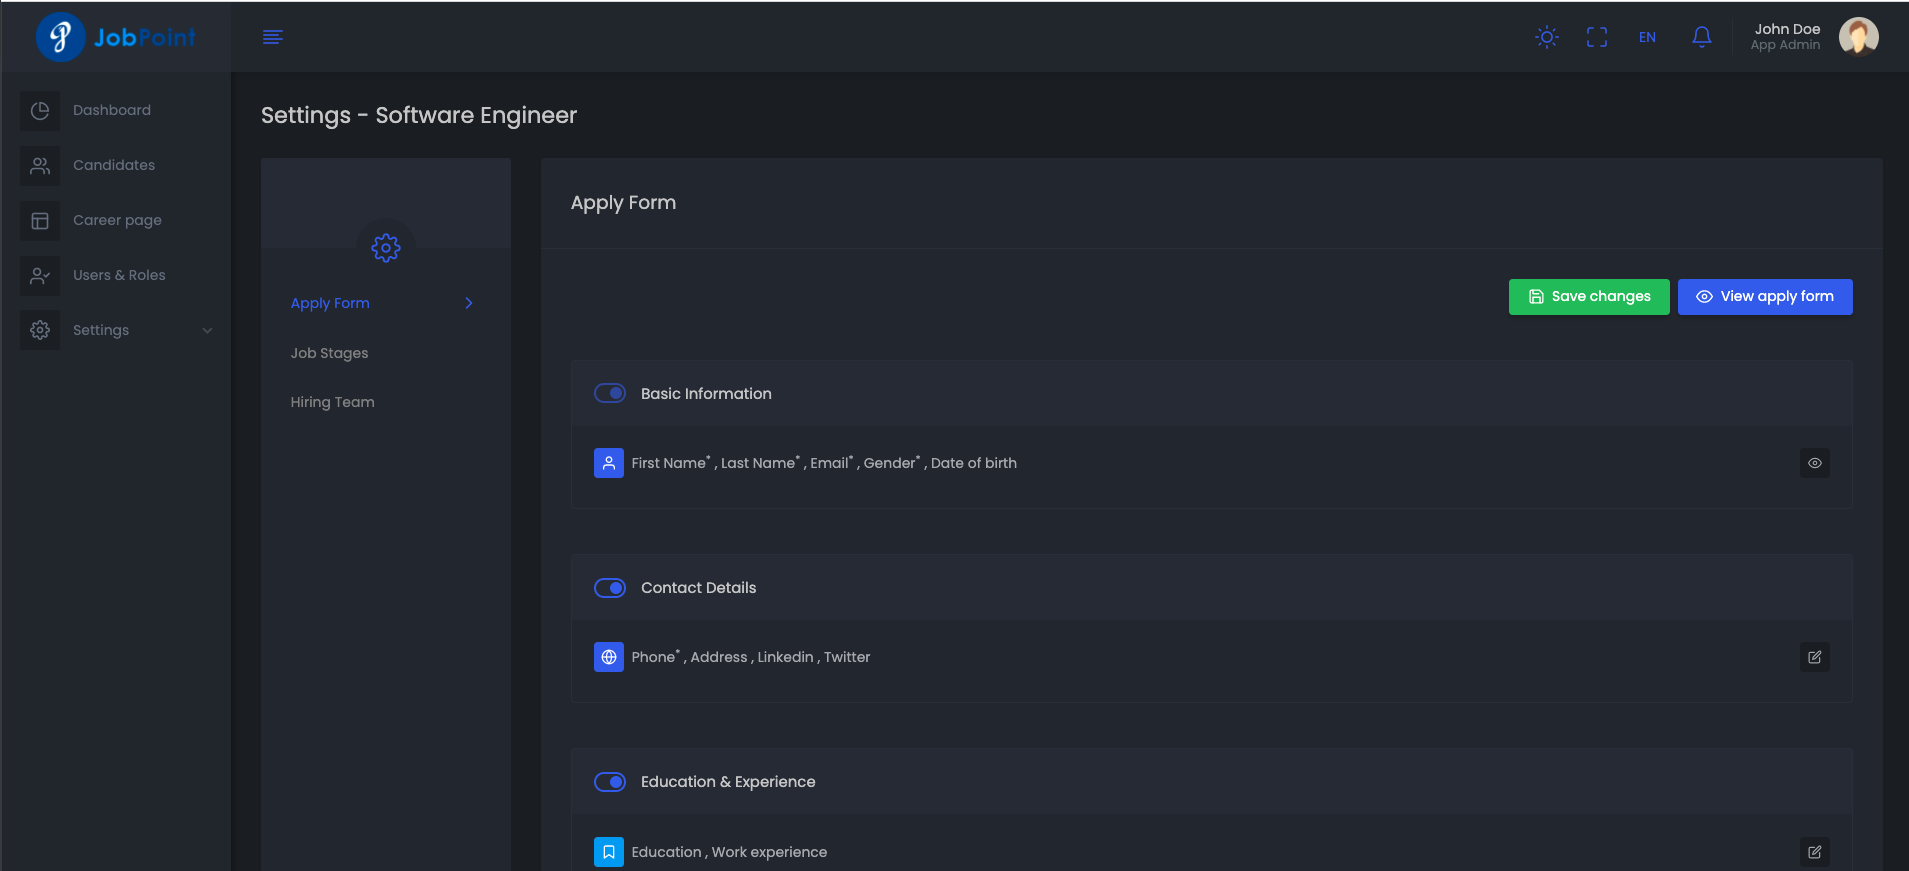 JobPoint
EN
John Doe
App Admin
Dashboard
Candidates
Career page
Users & Roles
Settings
Settings - Software Engineer
Apply Form
Job Stages
Hiring Team
Apply Form
Save changes
View apply form
Basic Information
First Name* , Last Name* , Email* , Gender* , Date of birth
Contact Details
Phone* , Address , Linkedin , Twitter
Education & Experience
Education , Work experience